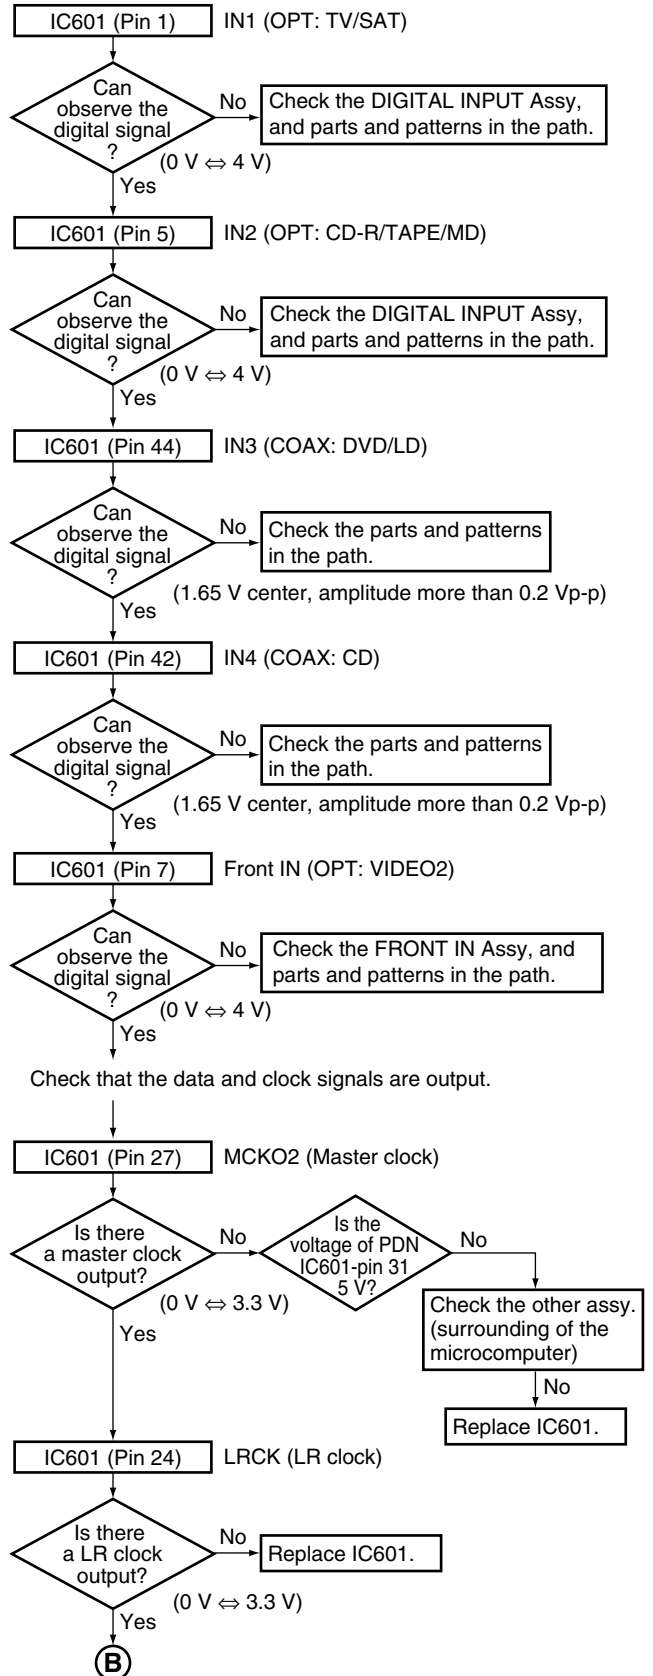 IC601 (Pin 1)
IN1 (OPT: TV/SAT)
Can
observe the
digital signal
?
No
Check the DIGITAL INPUT Assy,
and parts and patterns in the path.
(0 V ⇔ 4 V)
Yes
IC601 (Pin 5)
IN2 (OPT: CD-R/TAPE/MD)
Can
observe the
digital signal
?
No
Check the DIGITAL INPUT Assy,
and parts and patterns in the path.
(0 V ⇔ 4 V)
Yes
IC601 (Pin 44)
IN3 (COAX: DVD/LD)
Can
observe the
digital signal
?
No
Check the parts and patterns
in the path.
(1.65 V center, amplitude more than 0.2 Vp-p)
Yes
IC601 (Pin 42)
IN4 (COAX: CD)
Can
observe the
digital signal
?
No
Check the parts and patterns
in the path.
(1.65 V center, amplitude more than 0.2 Vp-p)
Yes
IC601 (Pin 7)
Front IN (OPT: VIDEO2)
Can
observe the
digital signal
?
No
Check the FRONT IN Assy, and
parts and patterns in the path.
(0 V ⇔ 4 V)
Yes
Check that the data and clock signals are output.
IC601 (Pin 27)
MCKO2 (Master clock)
Is there
a master clock
output?
No
Is the
voltage of PDN
IC601-pin 31
5 V?
No
(0 V ⇔ 3.3 V)
Yes
Check the other assy.
(surrounding of the
microcomputer)
No
Replace IC601.
IC601 (Pin 24)
LRCK (LR clock)
Is there
a LR clock
output?
No
Replace IC601.
(0 V ⇔ 3.3 V)
Yes
B